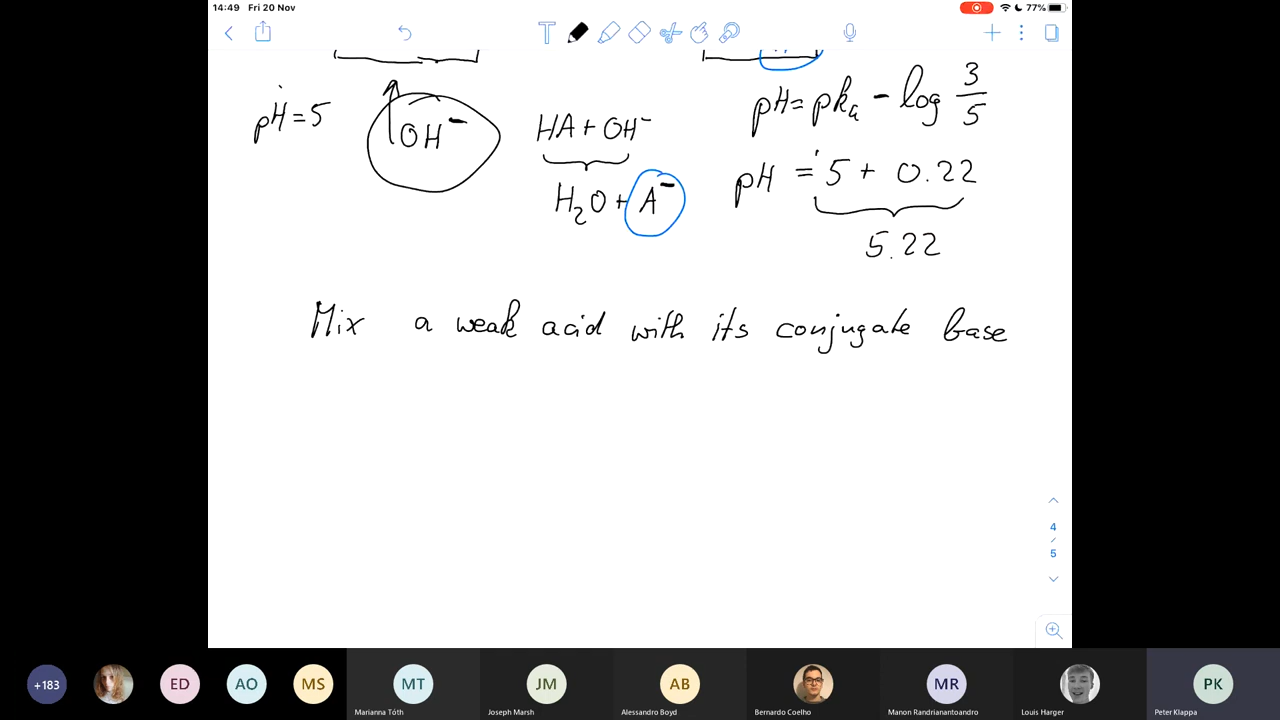 14:49 Fri 20 Nov
77%
T
pH = 5
OH⁻
HA + OH⁻
H₂O + A⁻
pH = pkₐ - log 3/5
pH = 5 + 0.22
5.22
Mix a weak acid with its conjugate base
4
/
5
+183
ED
AO
MS
MT
Marianna Tóth
JM
Joseph Marsh
AB
Alessandro Boyd
Bernardo Coelho
MR
Manon Randrianantoandro
Louis Harger
PK
Peter Klappa